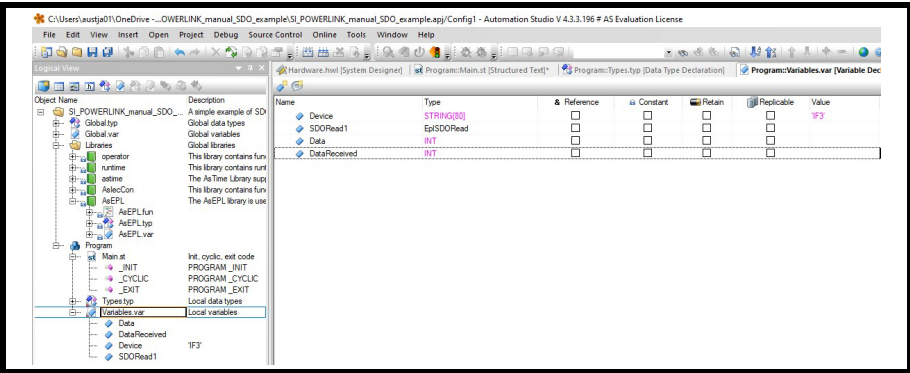 C:\Users\austja01\OneDrive -...OWERLINK_manual_SDO_example\SI_POWERLINK_manual_SDO_example.apj/Config1 - Automation Studio V 4.3.3.196 # AS Evaluation License
File Edit View Insert Open Project Debug Source Control Online Tools Window Help
Logical View
Hardware.hwl [System Designer] Program::Main.st [Structured Text]* Program::Types.typ [Data Type Declaration] Program::Variables.var [Variable Dec
Object Name Description
SI_POWERLINK_manual_SDO_... A simple example of SD
Global.typ Global data types
Global.var Global variables
Libraries Global libraries
operator This library contains fun
runtime This library contains runt
astime The AsTime Library supp
AsIecCon This library contains fun
AsEPL The AsEPL library is use
AsEPL.fun
AsEPL.typ
AsEPL.var
Program
Main.st Init, cyclic, exit code
_INIT PROGRAM _INIT
_CYCLIC PROGRAM _CYCLIC
_EXIT PROGRAM _EXIT
Types.typ Local data types
Variables.var Local variables
Data
DataReceived
Device 'IF3'
SDORead1
Name Type & Reference Constant Retain Replicable Value
Device STRING[80] 'IF3'
SDORead1 EplSDORead
Data INT
DataReceived INT